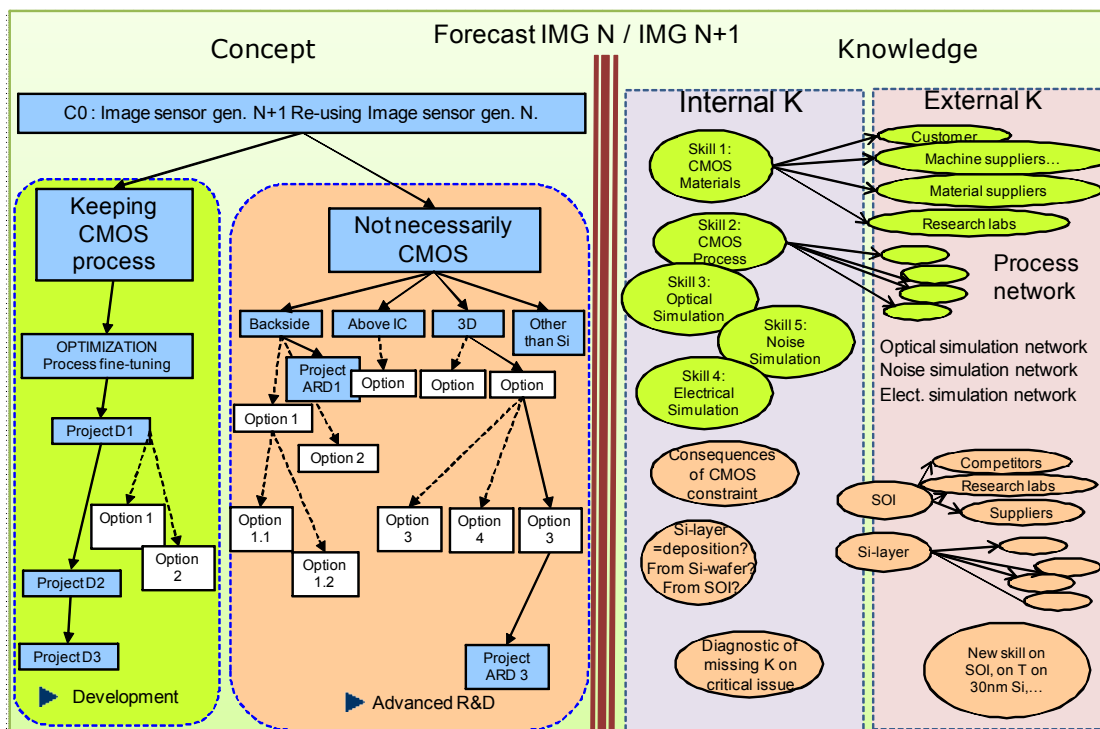 Forecast IMG N / IMG N+1
Concept
Knowledge
C0 : Image sensor gen. N+1 Re-using Image sensor gen. N.
Keeping
CMOS
process
OPTIMIZATION
Process fine-tuning
Project D1
Option 1
Option
2
Project D2
Project D3
Development
Not necessarily
CMOS
Backside
Above IC
3D
Other
than Si
Project
ARD1
Option
Option
Option
Option 1
Option 2
Option
1.1
Option
1.2
Option
3
Option
4
Option
3
Project
ARD 3
Advanced R&D
Internal K
Skill 1:
CMOS
Materials
Skill 2:
CMOS
Process
Skill 3:
Optical
Simulation
Skill 5:
Noise
Simulation
Skill 4:
Electrical
Simulation
Consequences
of CMOS
constraint
Si-layer
=deposition?
From Si-wafer?
From SOI?
Diagnostic of
missing K on
critical issue
External K
Customer
Machine suppliers…
Material suppliers
Research labs
Process
network
Optical simulation network
Noise simulation network
Elect. simulation network
Competitors
Research labs
SOI
Suppliers
Si-layer
New skill on
SOI, on T on
30nm Si,…